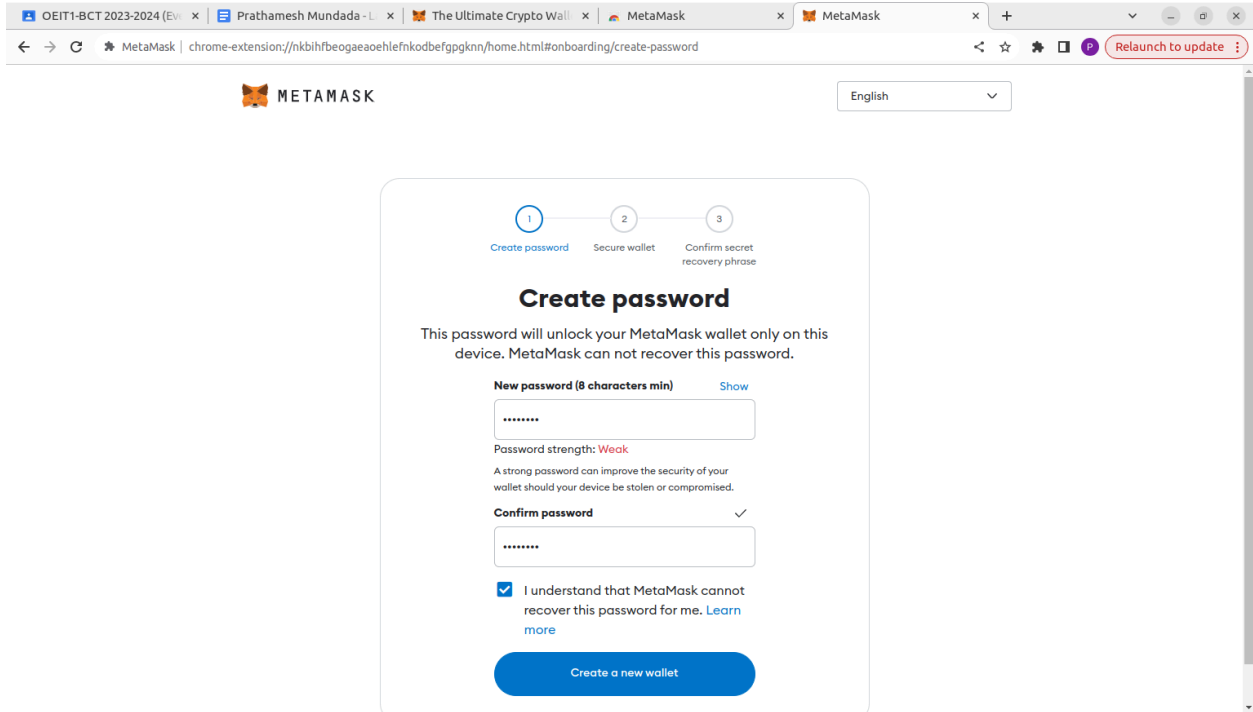 OEIT1-BCT 2023-2024 (Eve
Prathamesh Mundada - L
The Ultimate Crypto Wall
MetaMask
MetaMask
MetaMask
chrome-extension://nkbihfbeogaeaoehlefnkodbefgpgknn/home.html#onboarding/create-password
P
Relaunch to update
METAMASK
English
1
2
3
Create password
Secure wallet
Confirm secret
recovery phrase
Create password
This password will unlock your MetaMask wallet only on this
device. MetaMask can not recover this password.
New password (8 characters min)
Show
••••••••
Password strength: Weak
A strong password can improve the security of your
wallet should your device be stolen or compromised.
Confirm password
••••••••
I understand that MetaMask cannot
recover this password for me. Learn
more
Create a new wallet